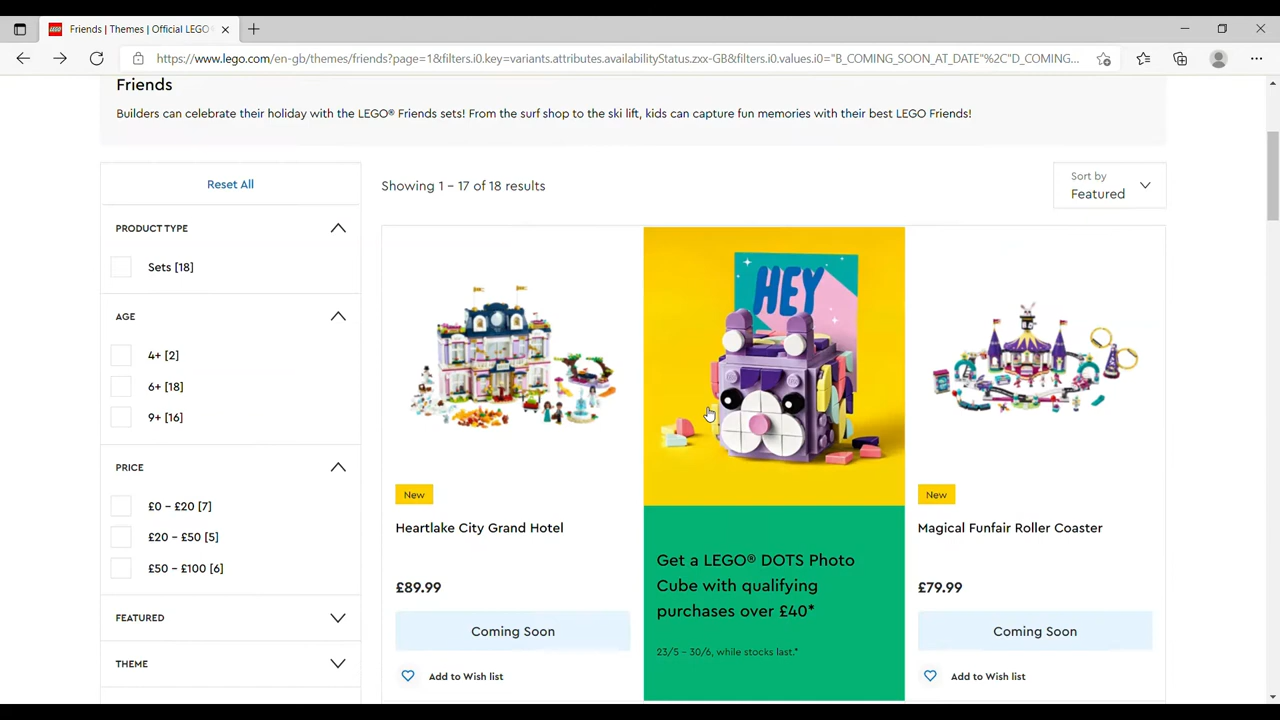 Friends | Themes | Official LEGO
https://www.lego.com/en-gb/themes/friends?page=1&filters.i0.key=variants.attributes.availabilityStatus.zxx-GB&filters.i0.values.i0="B_COMING_SOON_AT_DATE"%2C"D_COMING...
Friends
Builders can celebrate their holiday with the LEGO® Friends sets! From the surf shop to the ski lift, kids can capture fun memories with their best LEGO Friends!
Reset All
Showing 1 - 17 of 18 results
Sort by
Featured
PRODUCT TYPE
Sets [18]
AGE
4+ [2]
6+ [18]
9+ [16]
PRICE
£0 - £20 [7]
£20 - £50 [5]
£50 - £100 [6]
FEATURED
THEME
New
Heartlake City Grand Hotel
£89.99
Coming Soon
Add to Wish list
HEY
Get a LEGO® DOTS Photo
Cube with qualifying
purchases over £40*
23/5 - 30/6, while stocks last.*
New
Magical Funfair Roller Coaster
£79.99
Coming Soon
Add to Wish list